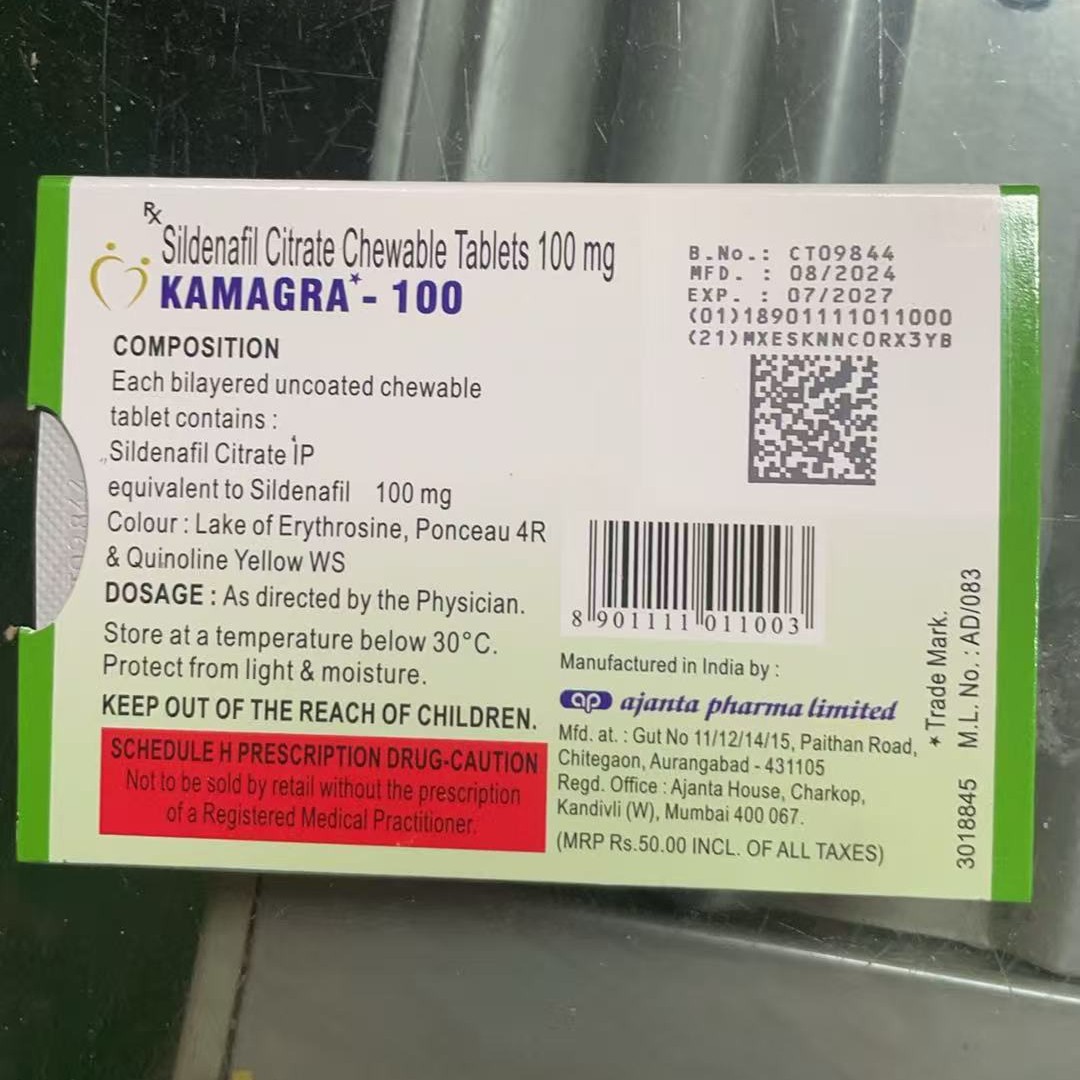 Rx
Sildenafil Citrate Chewable Tablets 100 mg
KAMAGRA* - 100
COMPOSITION
Each bilayered uncoated chewable
tablet contains :
Sildenafil Citrate IP
equivalent to Sildenafil 100 mg
Colour : Lake of Erythrosine, Ponceau 4R
& Quinoline Yellow WS
DOSAGE : As directed by the Physician.
Store at a temperature below 30°C.
Protect from light & moisture.
KEEP OUT OF THE REACH OF CHILDREN.
SCHEDULE H PRESCRIPTION DRUG-CAUTION
Not to be sold by retail without the prescription
of a Registered Medical Practitioner.
B.No.: CT09844
MFD. : 08/2024
EXP. : 07/2027
(01)18901111011000
(21)MXESKNNCORX3YB
8 901111 011003
Manufactured in India by :
ap ajanta pharma limited
Mfd. at. : Gut No 11/12/14/15, Paithan Road,
Chitegaon, Aurangabad - 431105
Regd. Office : Ajanta House, Charkop,
Kandivli (W), Mumbai 400 067.
(MRP Rs.50.00 INCL. OF ALL TAXES)
* Trade Mark.
3018845 M.L. No. : AD/083